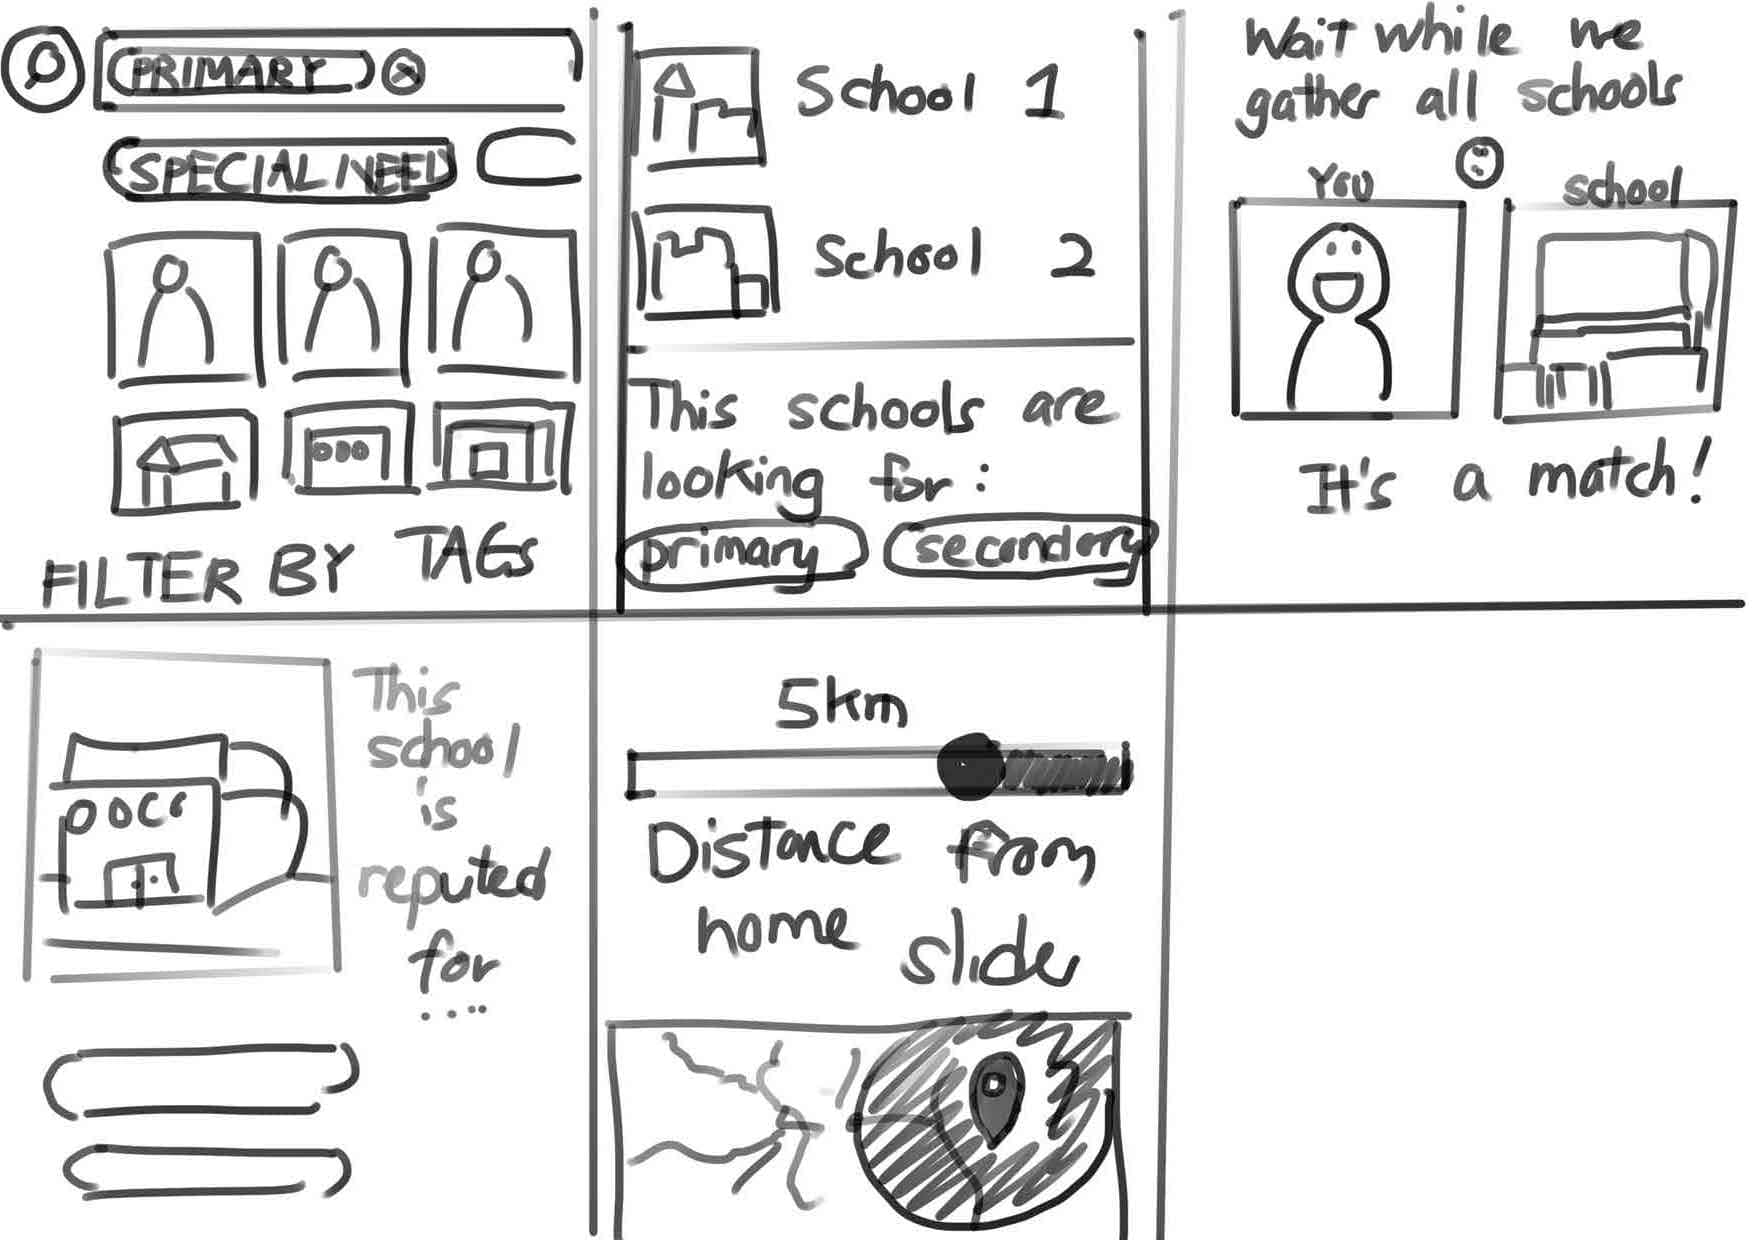 PRIMARY
SPECIAL NEED
FILTER BY TAGS
School 1
School 2
This schools are
looking for:
primary
secondary
Wait while we
gather all schools
You
school
It's a match!
This
school
is
reputed
for
....
5km
Distance from
home slider